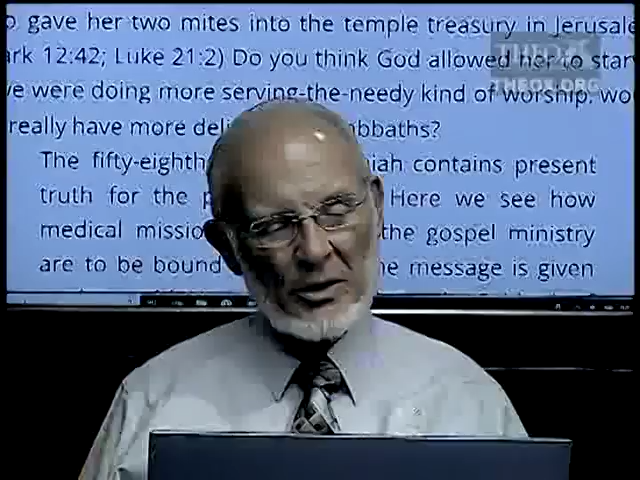 gave her two mites into the temple treasury in Jerusale
ark 12:42; Luke 21:2) Do you think God allowed her to star
ve were doing more serving-the-needy kind of worship, wo
really have more deli abbaths?
THEOS.ORG
The fifty-eighth iah contains present
truth for the p Here we see how
medical missio the gospel ministry
are to be bound e message is given